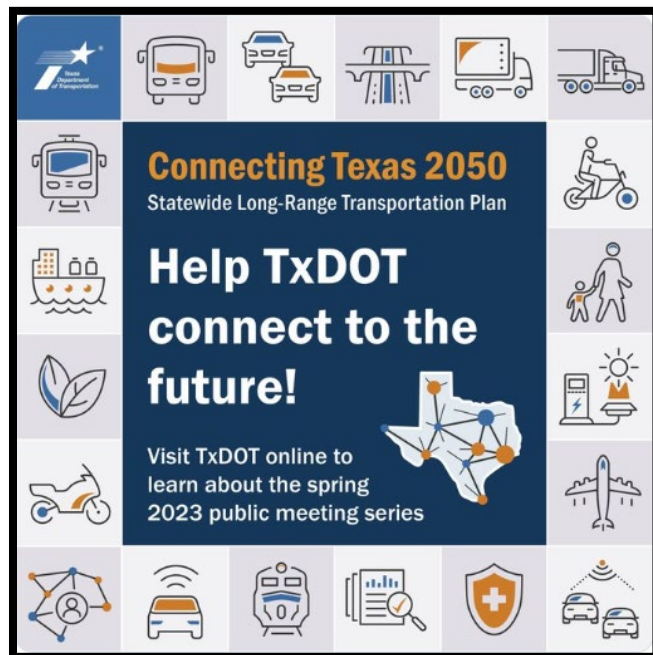 Texas
Department
of Transportation
Connecting Texas 2050
Statewide Long-Range Transportation Plan
Help TxDOT
connect to the
future!
Visit TxDOT online to
learn about the spring
2023 public meeting series